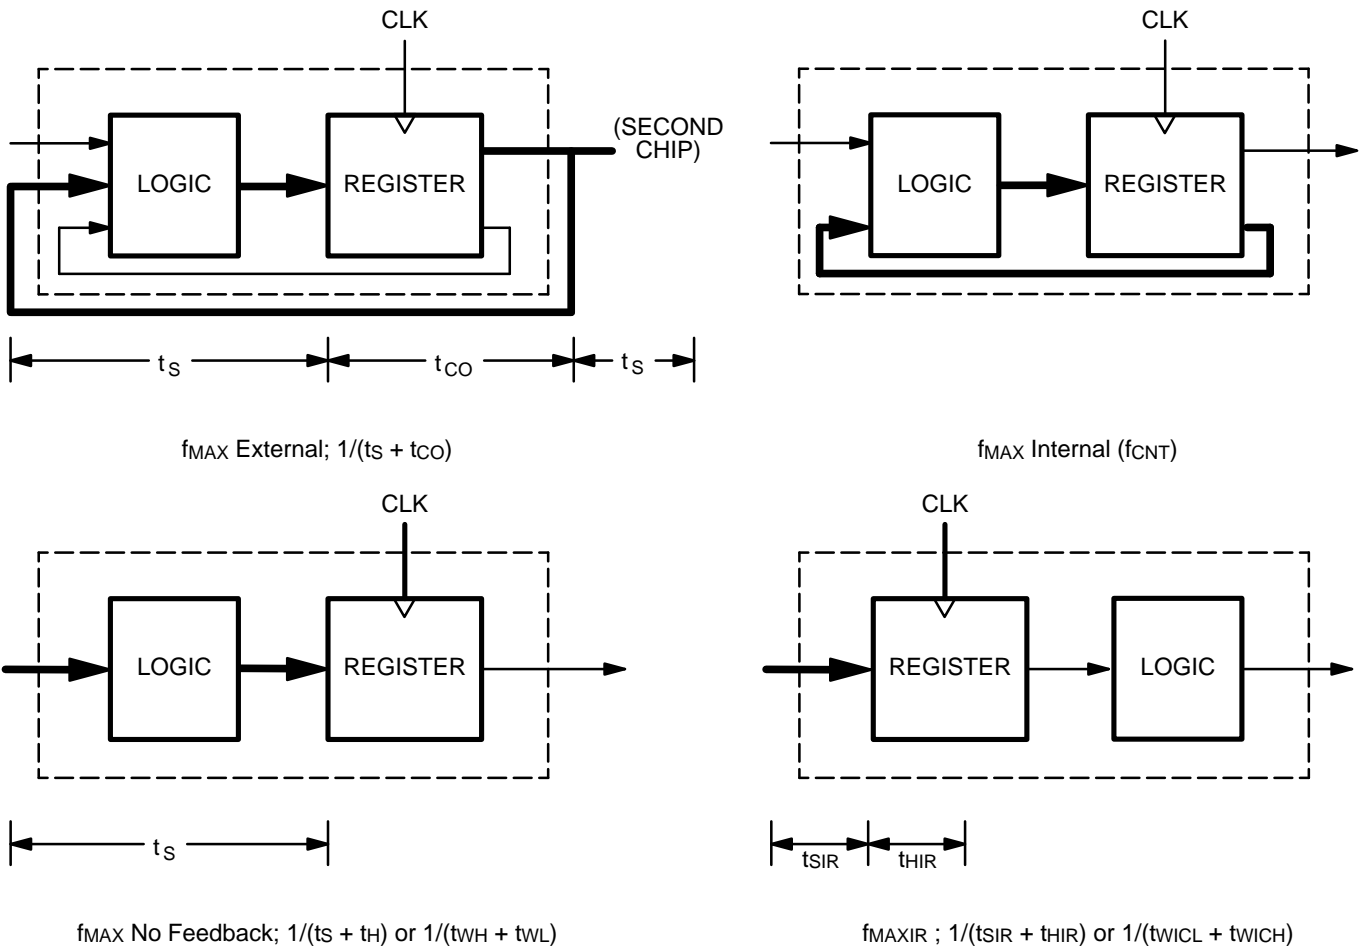 CLK
(SECOND
CHIP)
LOGIC
REGISTER
tS
tCO
tS
fMAX External; 1/(tS + tCO)
CLK
LOGIC
REGISTER
fMAX Internal (fCNT)
CLK
LOGIC
REGISTER
tS
fMAX No Feedback; 1/(tS + tH) or 1/(tWH + tWL)
CLK
REGISTER
LOGIC
tSIR
tHIR
fMAXIR ; 1/(tSIR + tHIR) or 1/(tWICL + tWICH)